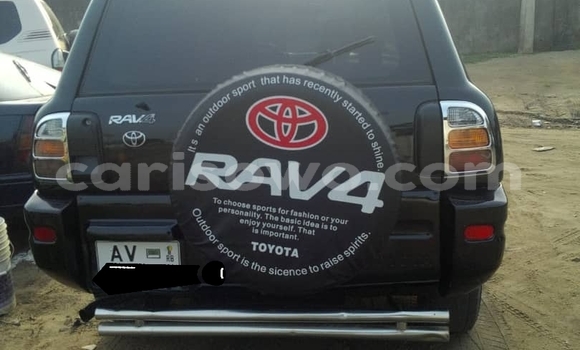 It,s an outdoor sport that has recently started to shine.
RAV4
TOYOTA
RAV4
To choose sports for fashion or your
personality. The basic idea is to
enjoy yourself. That
is important.
TOYOTA
Outdoor sport is the sicence to raise spirits.
AV
RB